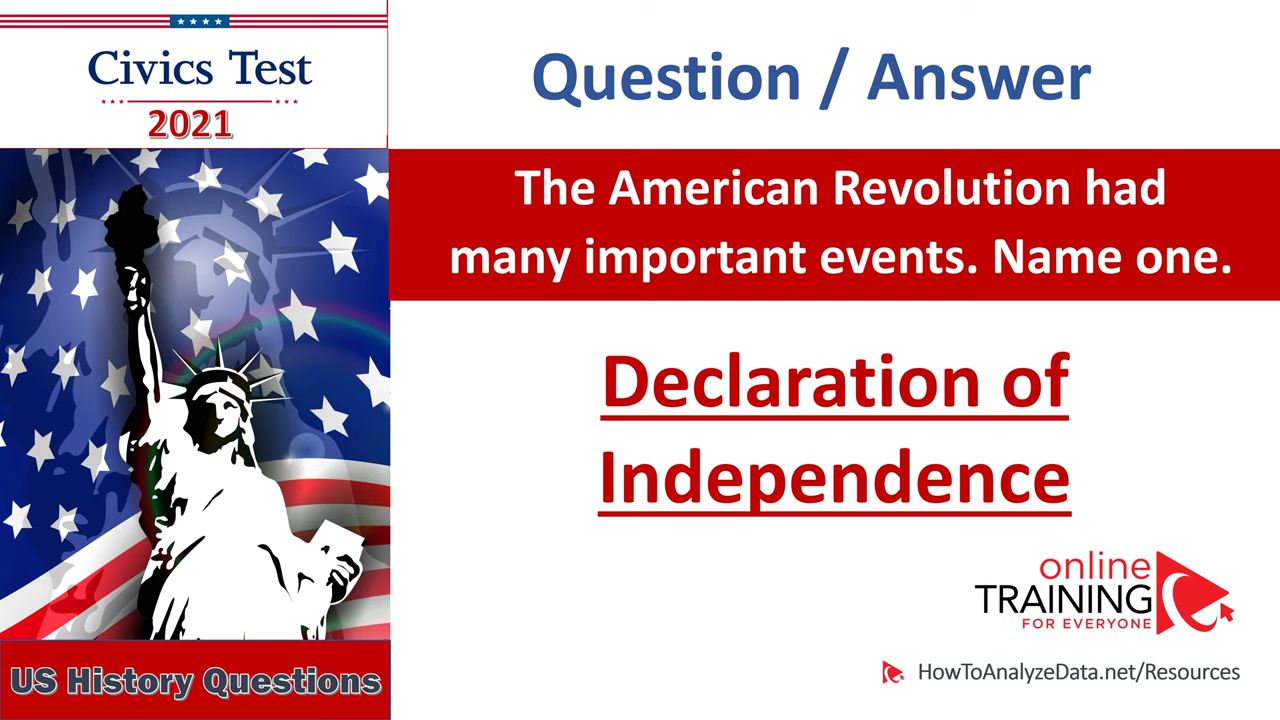 Civics Test
2021
US History Questions
Question / Answer
The American Revolution had
many important events. Name one.
Declaration of
Independence
online
TRAINING
FOR EVERYONE
HowToAnalyzeData.net/Resources